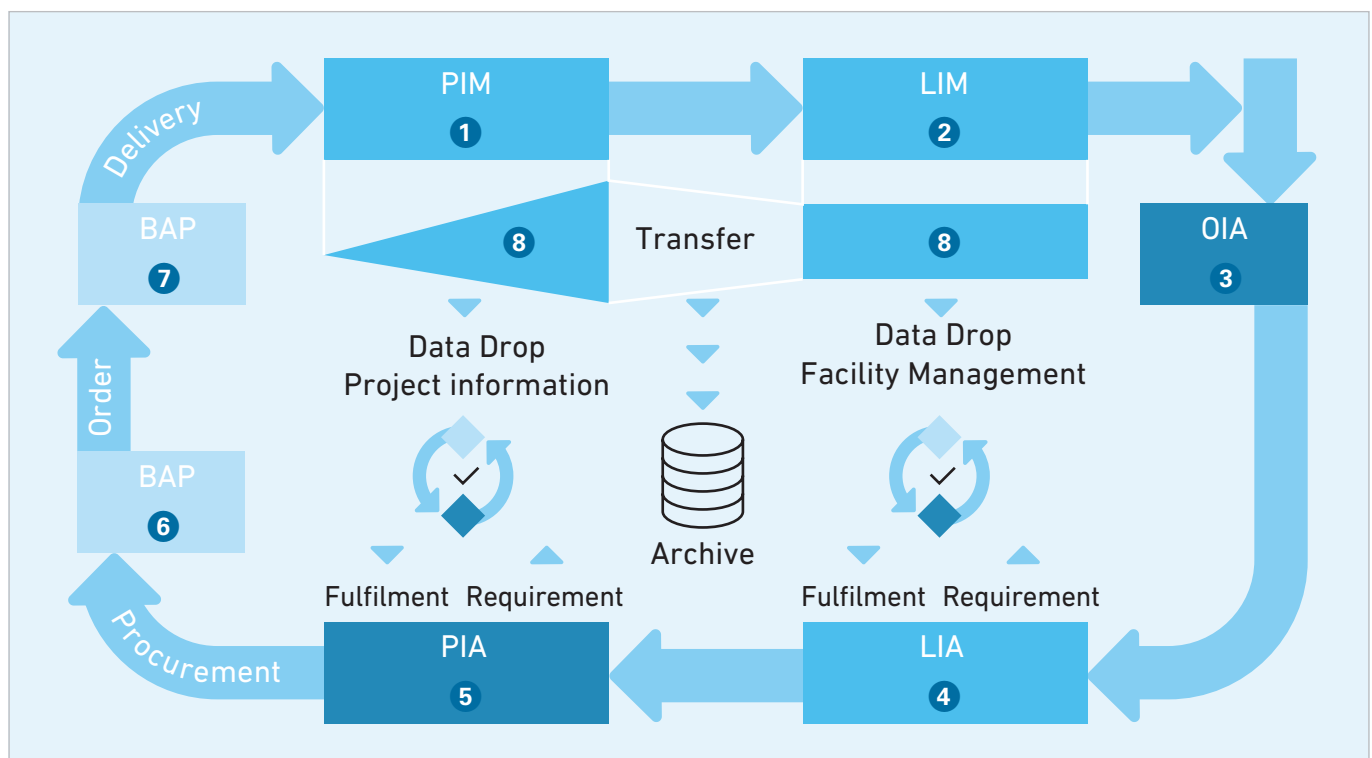 PIM
1
LIM
2
Delivery
BAP
7
8
Transfer
8
OIA
3
Data Drop
Project information
Data Drop
Facility Management
Order
BAP
6
Archive
Fulfilment Requirement
Fulfilment Requirement
Procurement
PIA
5
LIA
4